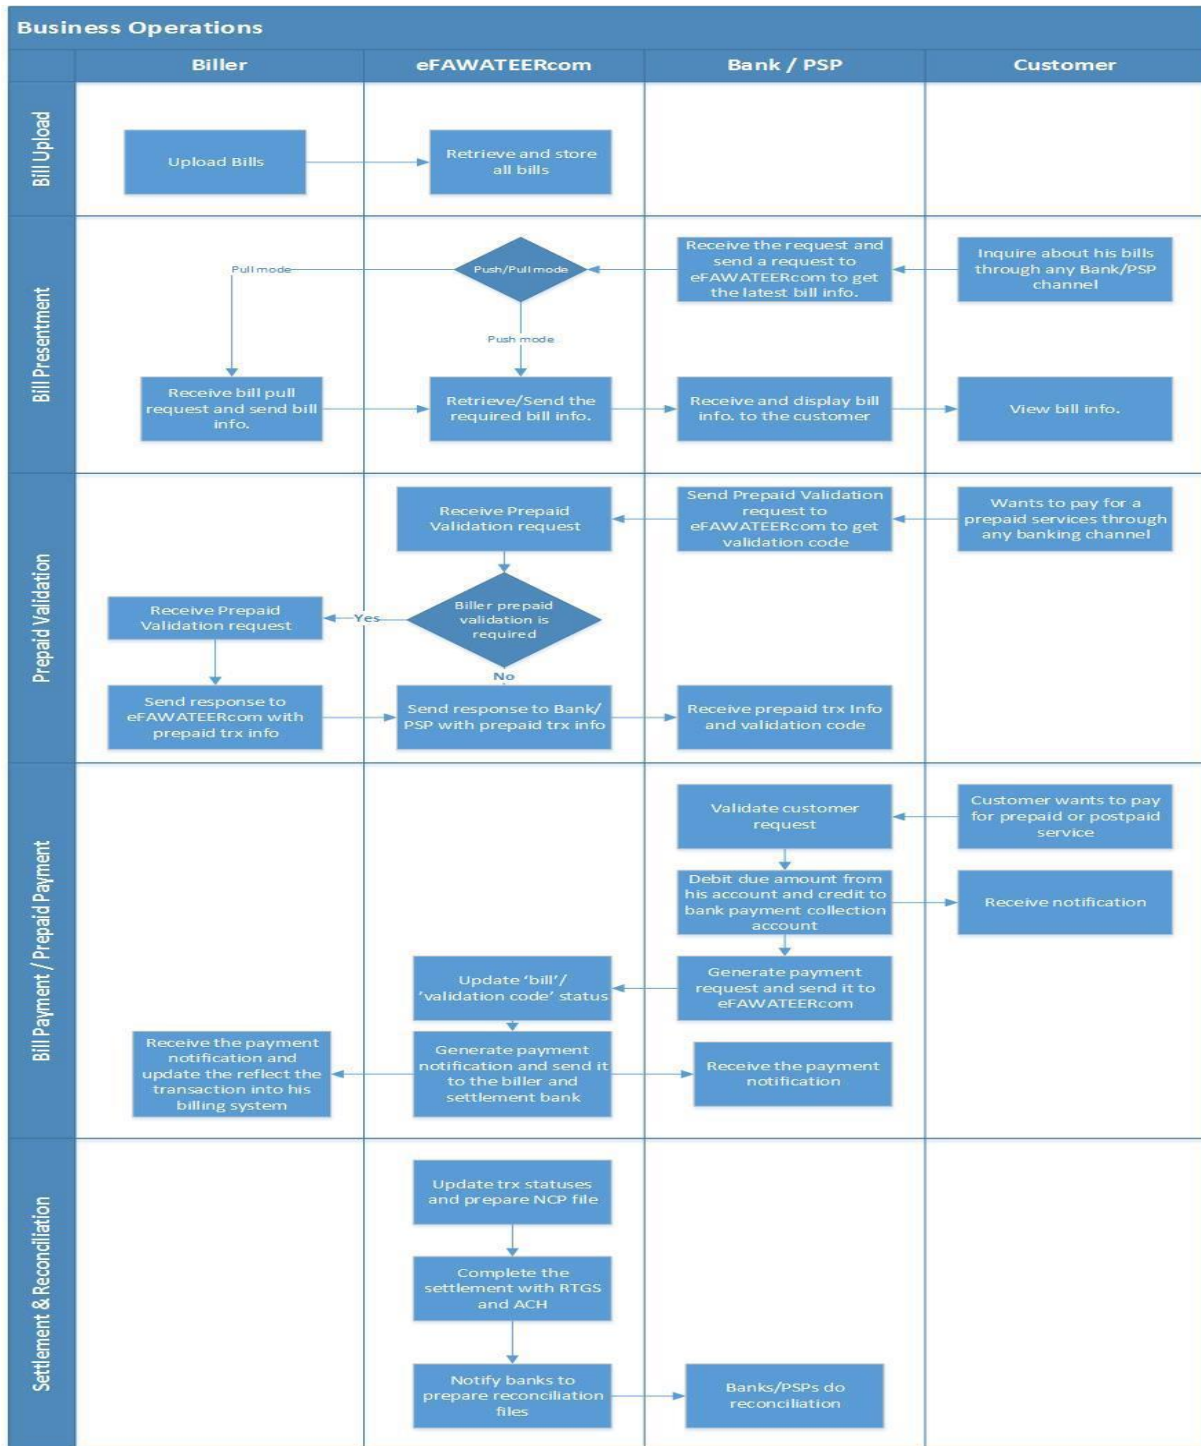 Business Operations
Biller
eFAWATEERcom
Bank / PSP
Customer
Bill Upload
Upload Bills
Retrieve and store
all bills
Bill Presentment
Pull mode
Push/Pull mode
Receive the request and
send a request to
eFAWATEERcom to get
the latest bill info.
Inquire about his bills
through any Bank/PSP
channel
Push mode
Receive bill pull
request and send bill
info.
Retrieve/Send the
required bill info.
Receive and display bill
info. to the customer
View bill info.
Prepaid Validation
Receive Prepaid
Validation request
Send Prepaid Validation
request to
eFAWATEERcom to get
validation code
Wants to pay for a
prepaid services through
any banking channel
Receive Prepaid
Validation request
Yes
Biller prepaid
validation is
required
No
Send response to
eFAWATEERcom with
prepaid trx info
Send response to Bank/
PSP with prepaid trx info
Receive prepaid trx Info
and validation code
Bill Payment / Prepaid Payment
Validate customer
request
Customer wants to pay
for prepaid or postpaid
service
Debit due amount from
his account and credit to
bank payment collection
account
Receive notification
Update ‘bill’/
’validation code’ status
Generate payment
request and send it to
eFAWATEERcom
Receive the payment
notification and
update the reflect the
transaction into his
billing system
Generate payment
notification and send it
to the biller and
settlement bank
Receive the payment
notification
Settlement & Reconciliation
Update trx statuses
and prepare NCP file
Complete the
settlement with RTGS
and ACH
Notify banks to
prepare reconciliation
files
Banks/PSPs do
reconciliation